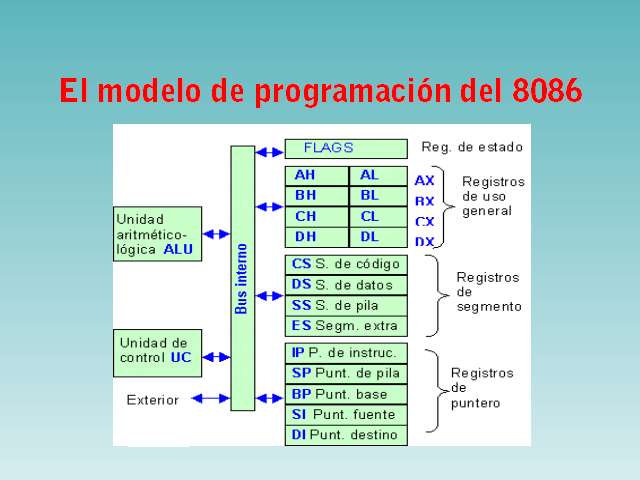 El modelo de programación del 8086
FLAGS
Reg. de estado
AH AL AX
BH BL BX
CH CL CX
DH DL DX
Registros
de uso
general
Unidad
aritmético-
lógica ALU
Bus interno
CS S. de código
DS S. de datos
SS S. de pila
ES Segm. extra
Registros
de
segmento
Unidad de
control UC
Exterior
IP P. de instruc.
SP Punt. de pila
BP Punt. base
SI Punt. fuente
DI Punt. destino
Registros
de
puntero